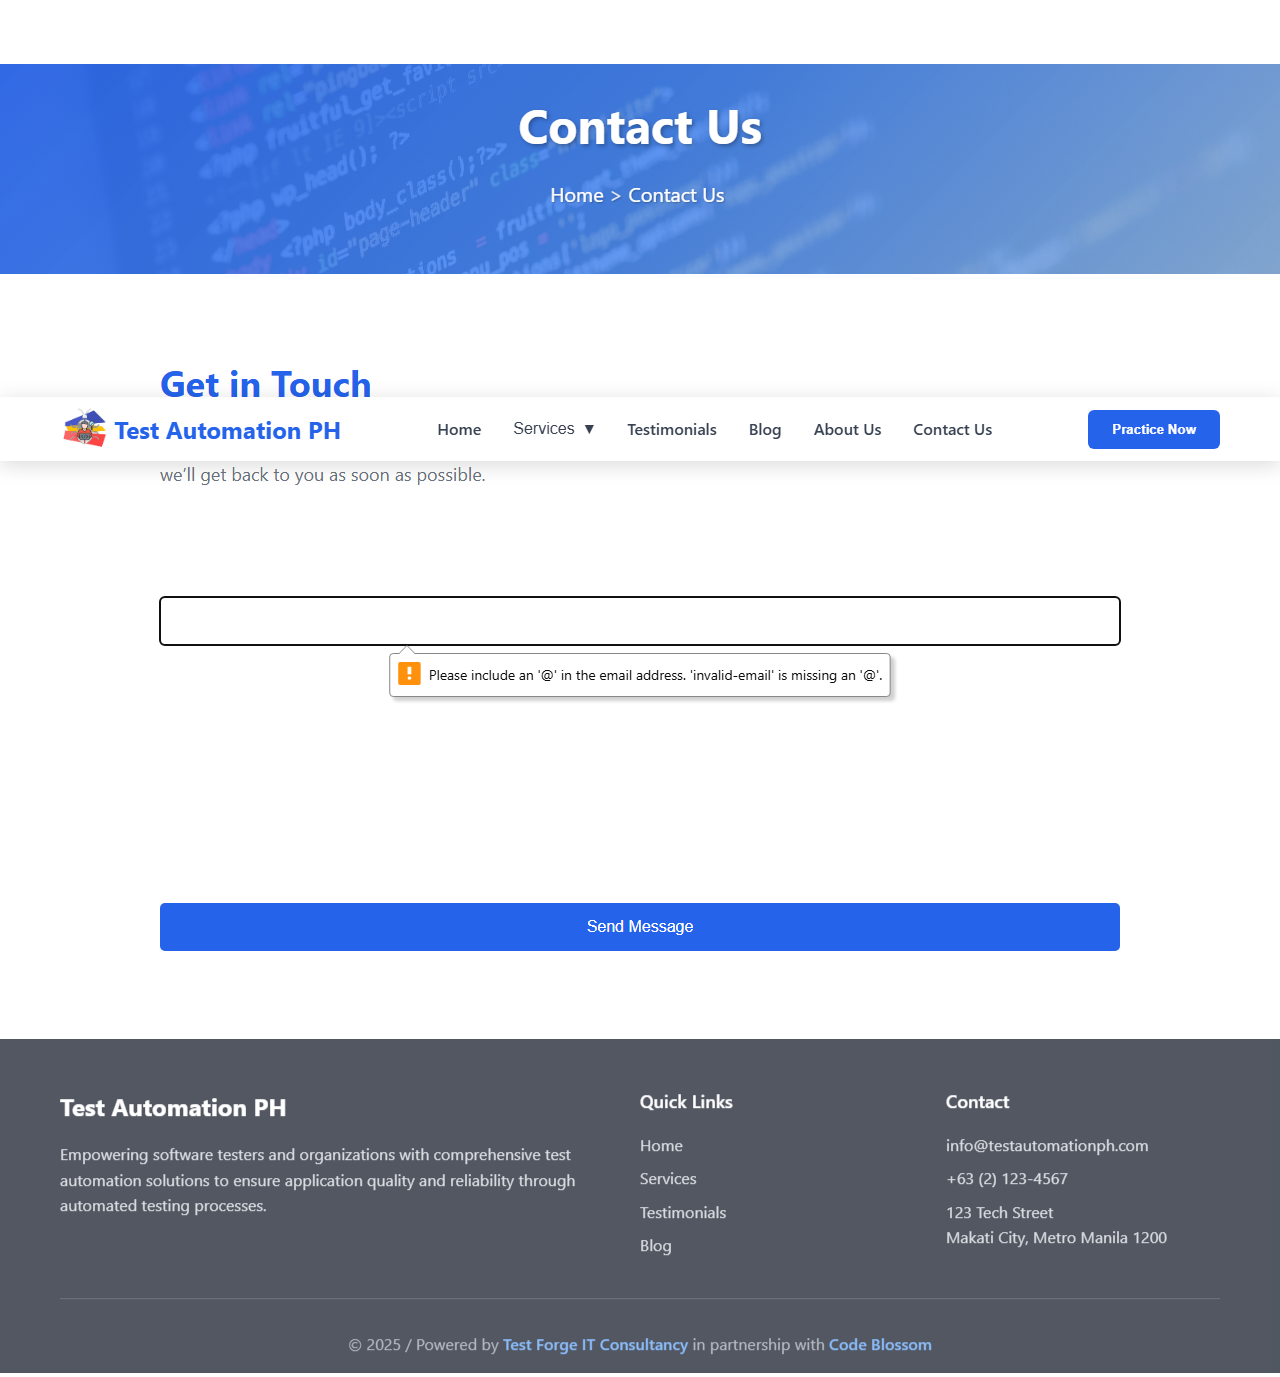 Contact Us
Home > Contact Us
Get in Touch
Test Automation PH
Home
Services ▼
Testimonials
Blog
About Us
Contact Us
Practice Now
we'll get back to you as soon as possible.
Please include an '@' in the email address. 'invalid-email' is missing an '@'.
Send Message
Test Automation PH
Empowering software testers and organizations with comprehensive test
automation solutions to ensure application quality and reliability through
automated testing processes.
Quick Links
Home
Services
Testimonials
Blog
Contact
info@testautomationph.com
+63 (2) 123-4567
123 Tech Street
Makati City, Metro Manila 1200
© 2025 / Powered by Test Forge IT Consultancy in partnership with Code Blossom